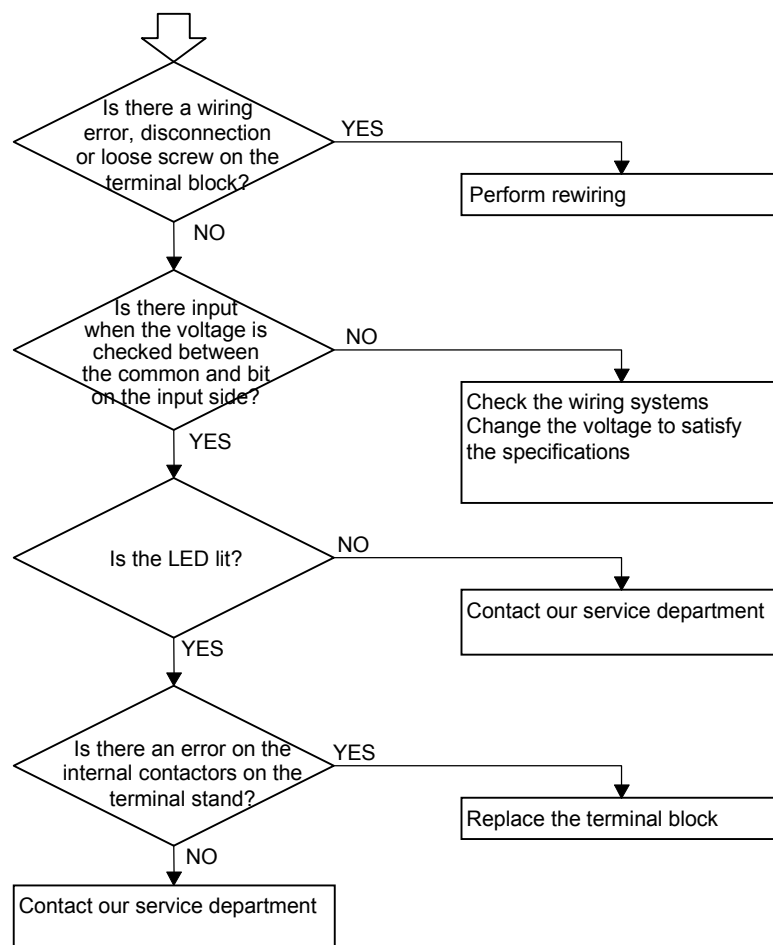 Is there a wiring
error, disconnection
or loose screw on the
terminal block?
YES
Perform rewiring
NO
Is there input
when the voltage is
checked between
the common and bit
on the input side?
NO
Check the wiring systems
Change the voltage to satisfy
the specifications
YES
Is the LED lit?
NO
Contact our service department
YES
Is there an error on the
internal contactors on the
terminal stand?
YES
Replace the terminal block
NO
Contact our service department